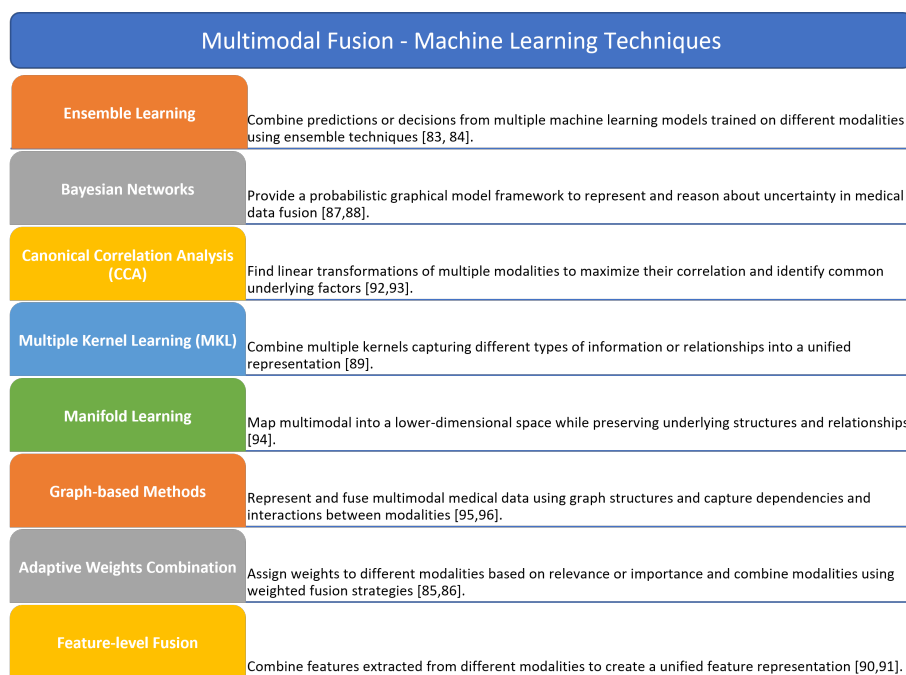 Multimodal Fusion - Machine Learning Techniques
Ensemble Learning
Combine predictions or decisions from multiple machine learning models trained on different modalities
using ensemble techniques [83, 84].
Bayesian Networks
Provide a probabilistic graphical model framework to represent and reason about uncertainty in medical
data fusion [87,88].
Canonical Correlation Analysis
(CCA)
Find linear transformations of multiple modalities to maximize their correlation and identify common
underlying factors [92,93].
Multiple Kernel Learning (MKL)
Combine multiple kernels capturing different types of information or relationships into a unified
representation [89].
Manifold Learning
Map multimodal into a lower-dimensional space while preserving underlying structures and relationships
[94].
Graph-based Methods
Represent and fuse multimodal medical data using graph structures and capture dependencies and
interactions between modalities [95,96].
Adaptive Weights Combination
Assign weights to different modalities based on relevance or importance and combine modalities using
weighted fusion strategies [85,86].
Feature-level Fusion
Combine features extracted from different modalities to create a unified feature representation [90,91].